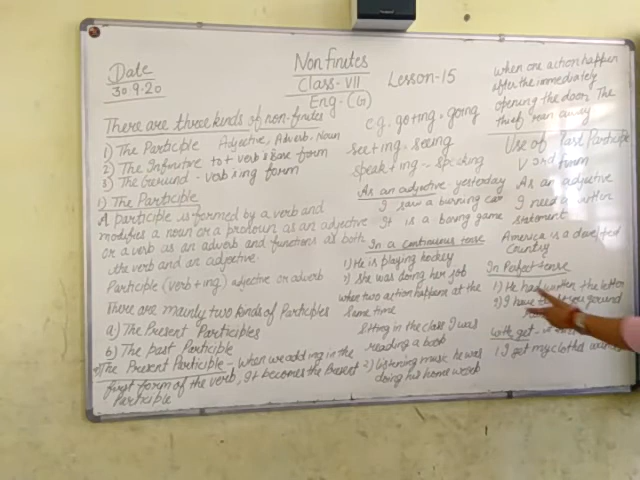 Date
30.9.20
Non finites
Class-VII
Eng-(G)
Lesson-15
There are three kinds of non-finites
1) The Participle Adjective, Adverb, Noun
2) The Infinitive to + verb's Base form
3) The Gerund - verb's ing form
1) The Participle
A participle is formed by a verb and
modifies a noun or a pronoun as an adjective
or a verb as an adverb and functions as both
the verb and an adjective.
Participle (verb + ing) adjective or adverb
There are mainly two kinds of Participles
a) The Present Participles
b) The past Participle
The Present Participle - when we add ing in the
first form of the verb, It becomes the Present
Participle
e.g. go+ing = going
see+ing = seeing
speak+ing - speaking
As an adjective yesterday
I saw a burning car
It is a boring game
In a continuous tense
1) He is playing hockey
2) She was doing her job
when two action happens at the
same time
sitting in the class I was
reading a book
2) listening music he was
doing his home work
when one action happen
after the immediately
opening the door The
thief ran away
Use of Past Participle
V 3rd form
As an adjective
I need a written
statement
America is a developed
country
In Perfect tense
1) He had written the letter
2) I have you
with get
1) I get my clothes